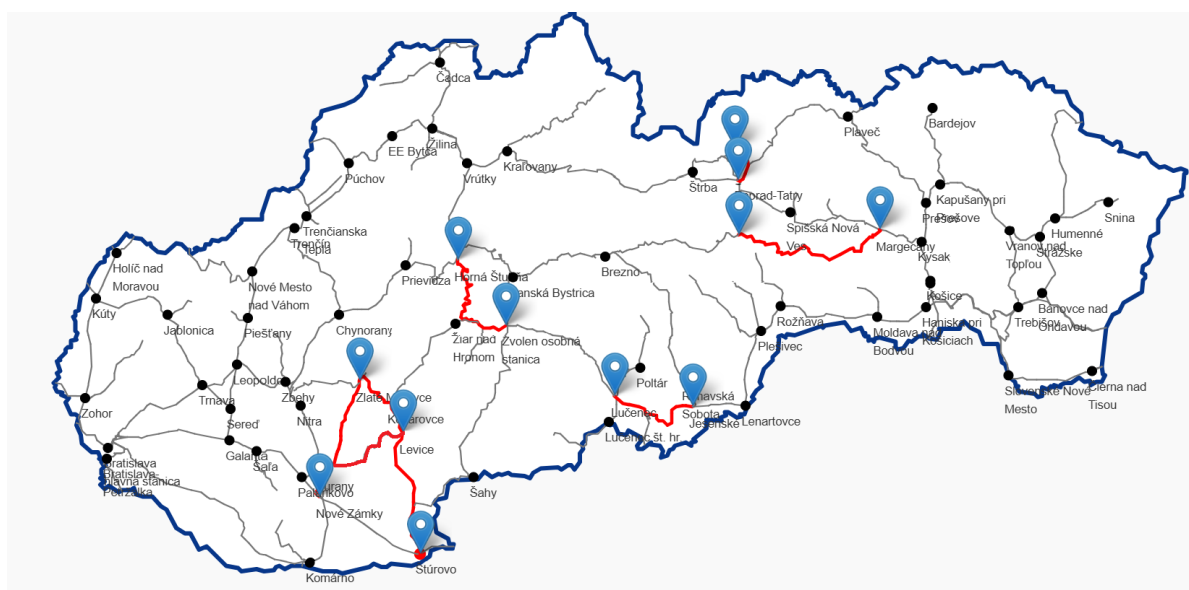 Čadca
Bardejov
Plaveč
Žilina
EE Bytča
Kraľovany
Vrútky
Púchov
Štrba
Kapušany pri
Prešove
Prešov
Snina
Spišská Nová
Ves
Trenčianska
Teplá
Trenčín
Humenné
Strážske
Vranov nad
Topľou
Margecany
Kysak
Holíč nad
Moravou
Prievidza
Horná Štubňa
Brezno
Banská Bystrica
Nové Mesto
nad Váhom
Košice
Bánovce nad
Ondavou
Kúty
Trebišov
Haniska pri
Košiciach
Rožňava
Moldava nad
Bodvou
Jablonica
Piešťany
Chynorany
Žiar nad
Hronom
Zvolen osobná
stanica
Plešivec
Leopoldov
Poltár
Slovenské Nové
Mesto
Čierna nad
Tisou
Trnava
Zbehy
Zlaté Moravce
Rimavská
Sobota
Zohor
Lučenec
Jesenské
Lenartovce
Sereď
Nitra
Kozárovce
Lučenec št. hr.
Levice
Galanta
Šaľa
Bratislava
hlavná stanica
Bratislava-
Petržalka
Palárikovo
Šurany
Šahy
Nové Zámky
Štúrovo
Komárno